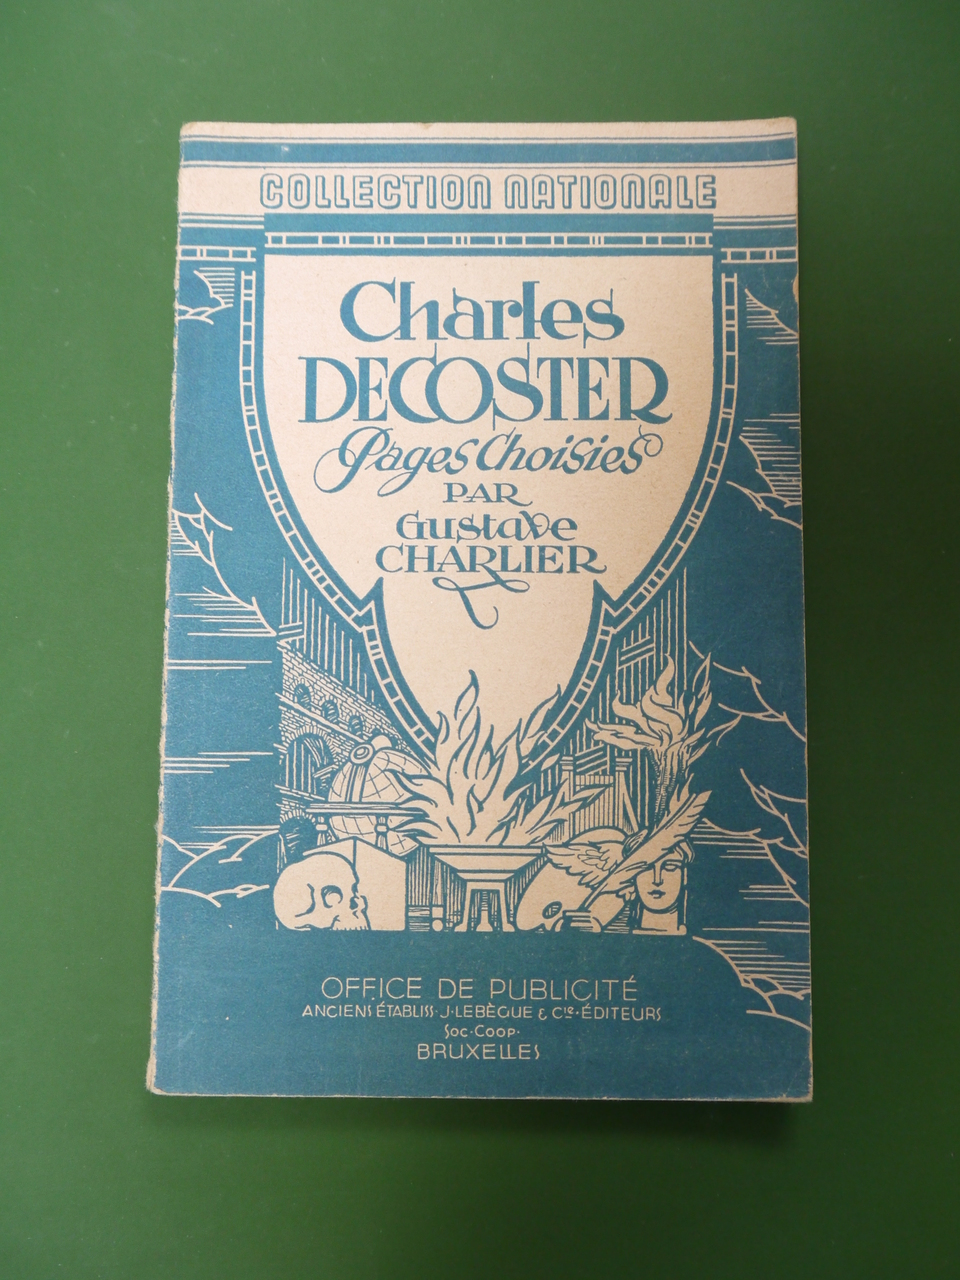 COLLECTION NATIONALE
Charles
DECOSTER
Pages Choisies
PAR
Gustave
CHARLIER
OFFICE DE PUBLICITÉ
ANCIENS ÉTABLISS·J·LEBÈGUE & Cie·ÉDITEURS
Soc·Coop·
BRUXELLES